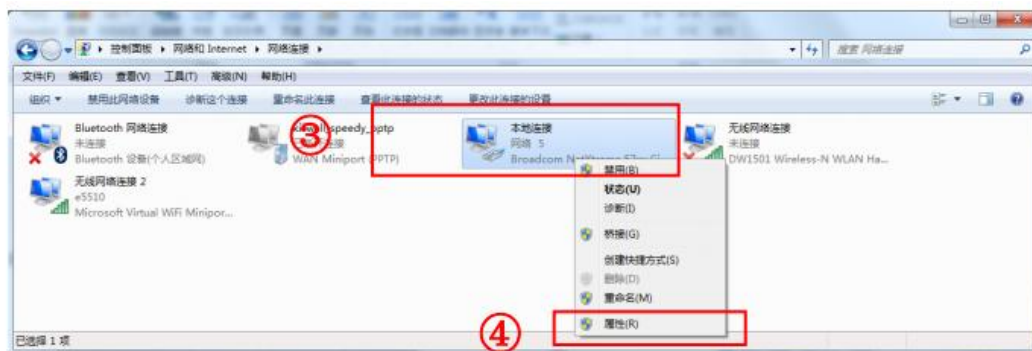 控制面板 ▸ 网络和 Internet ▸ 网络连接 ▸
搜索 网络连接
文件(F) 编辑(E) 查看(V) 工具(T) 高级(N) 帮助(H)
组织 禁用此网络设备 诊断这个连接 重命名此连接 查看此连接的状态 更改此连接的设置
Bluetooth 网络连接
未连接
Bluetooth 设备(个人区域网)
③
speedy_pptp
WAN Miniport (PPTP)
本地连接
网络 5
Broadcom
无线网络连接
未连接
DW1501 Wireless-N WLAN Ha...
无线网络连接 2
e5510
Microsoft Virtual WiFi Minipor...
禁用(B)
状态(U)
诊断(I)
桥接(G)
创建快捷方式(S)
删除(D)
重命名(M)
属性(R)
④
已选择 1 项